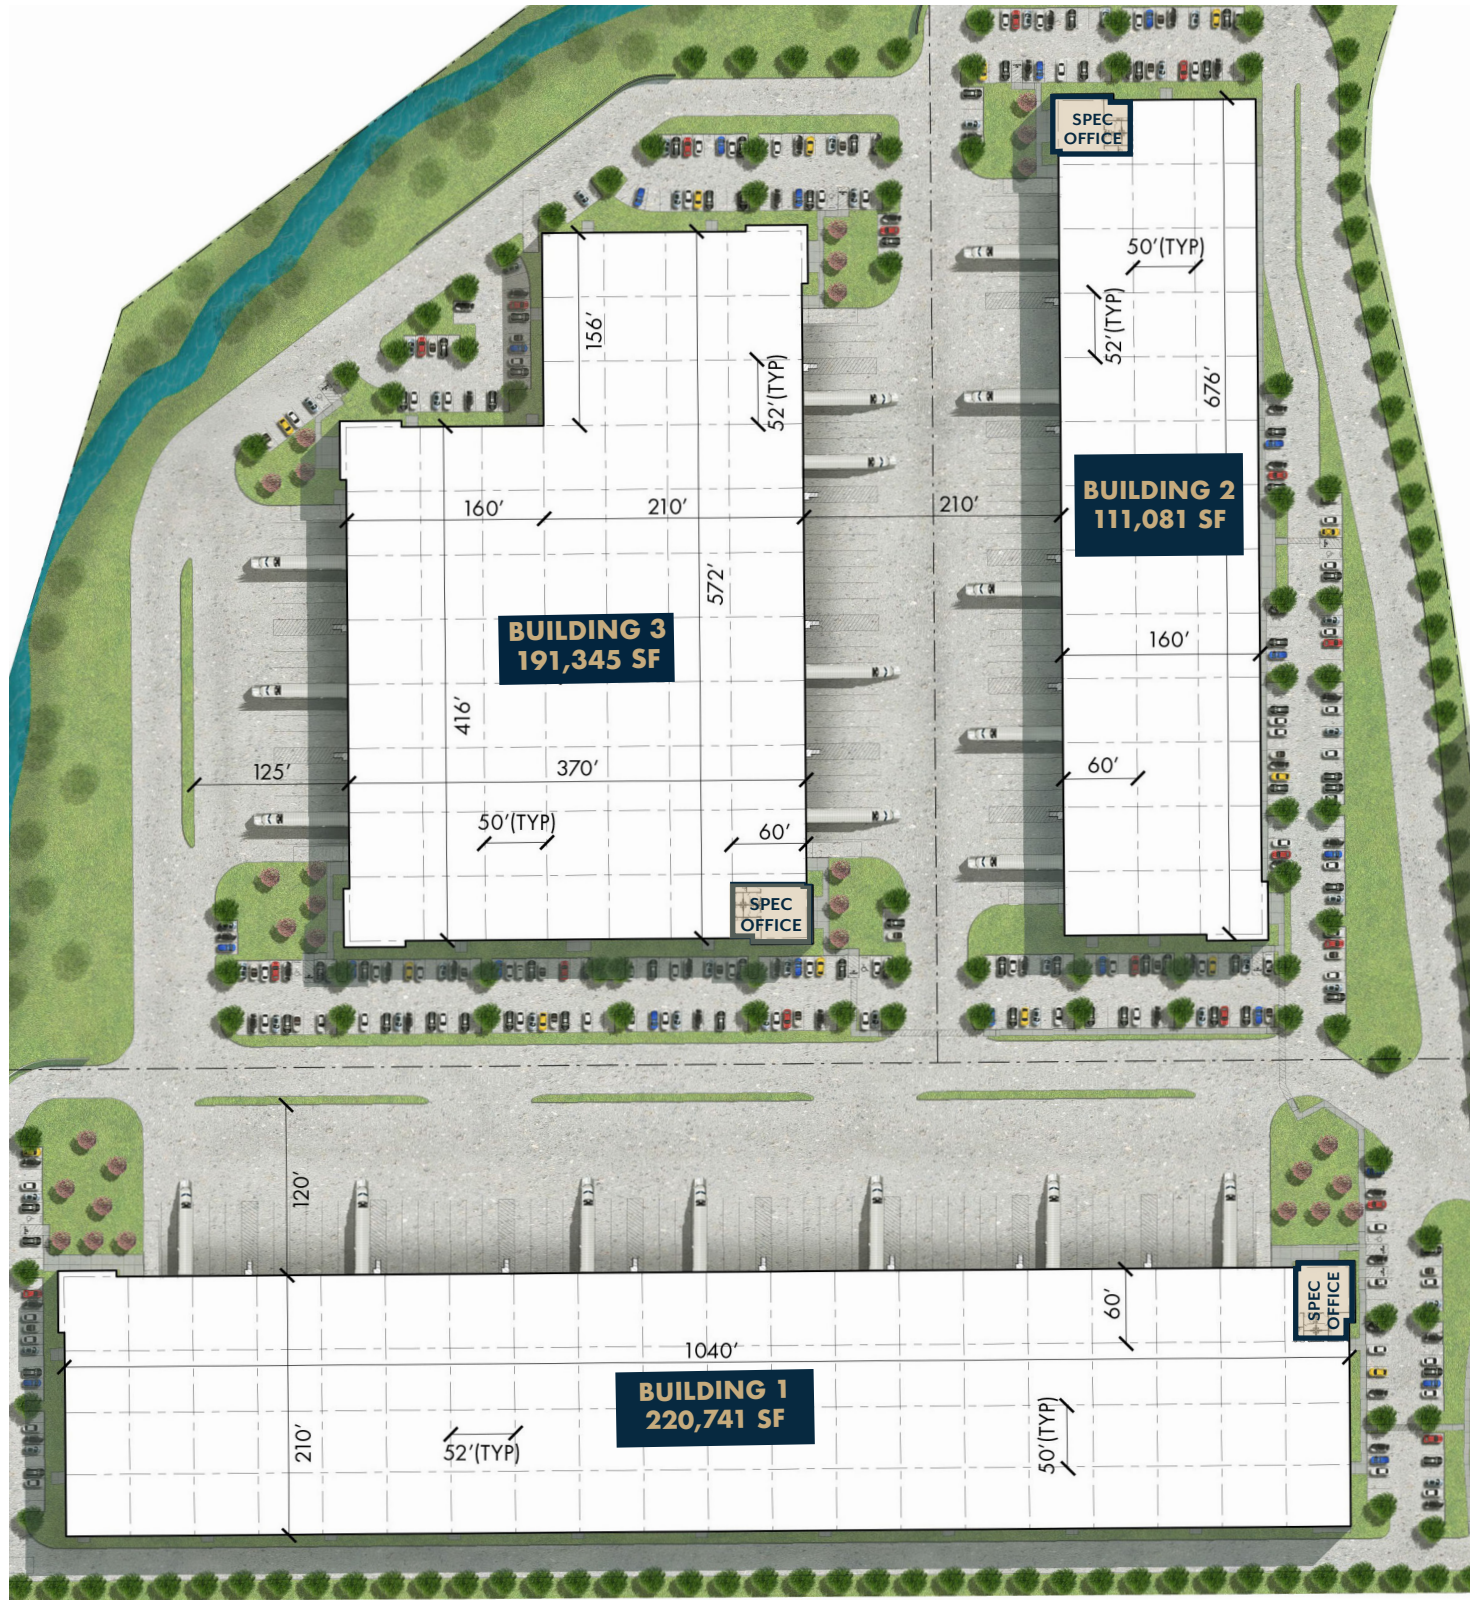 SPEC
OFFICE
50'(TYP)
52'(TYP)
676'
156'
52'(TYP)
BUILDING 2
111,081 SF
160'
210'
210'
572'
BUILDING 3
191,345 SF
160'
416'
125'
370'
60'
50'(TYP)
60'
SPEC
OFFICE
120'
SPEC
OFFICE
60'
1040'
BUILDING 1
220,741 SF
210'
52'(TYP)
50'(TYP)